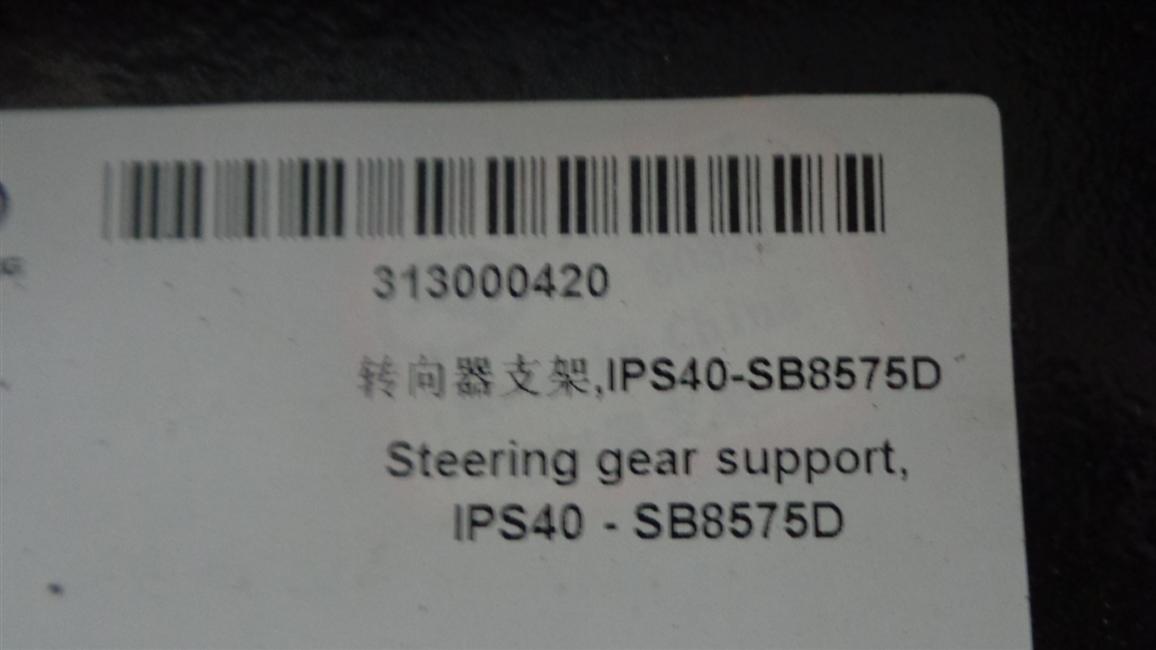 313000420
转向器支架,IPS40-SB8575D
Steering gear support,
IPS40 - SB8575D